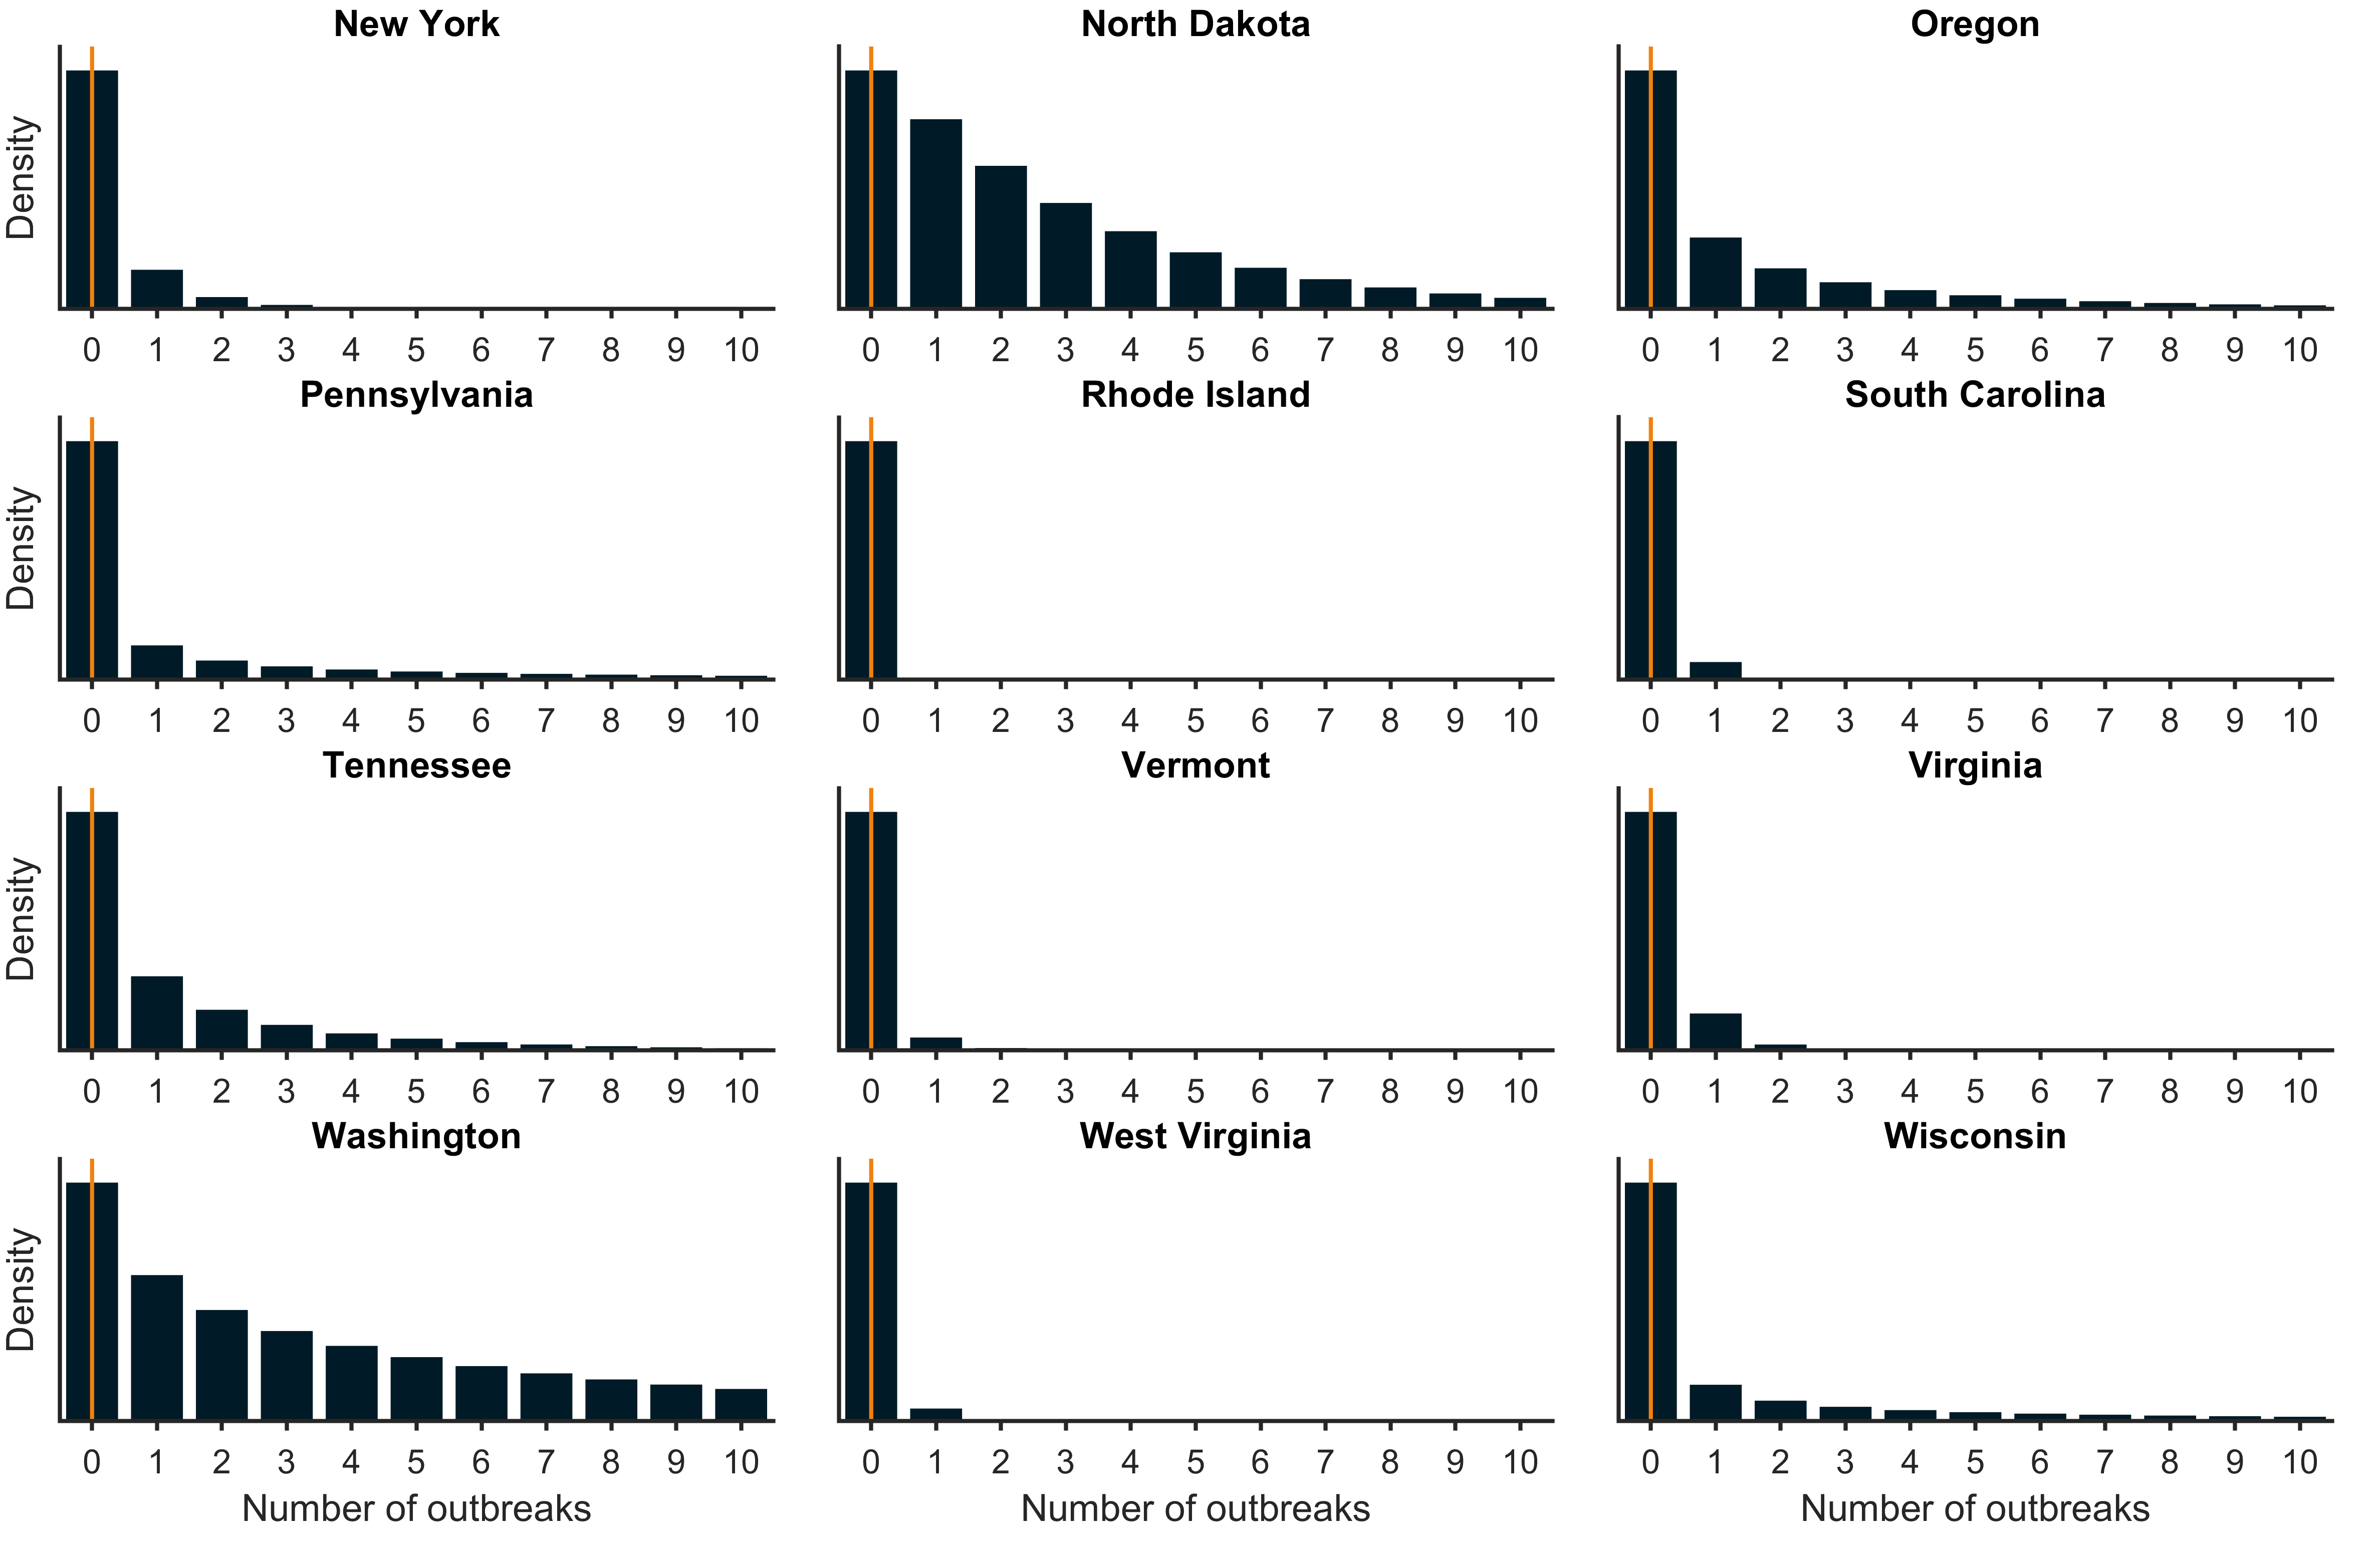 New York North Dakota Oregon
Density
0 1 2 3 4 5 6 7 8 9 10 0 1 2 3 4 5 6 7 8 9 10 0 1 2 3 4 5 6 7 8 9 10
Pennsylvania Rhode Island South Carolina
Density
0 1 2 3 4 5 6 7 8 9 10 0 1 2 3 4 5 6 7 8 9 10 0 1 2 3 4 5 6 7 8 9 10
Tennessee Vermont Virginia
Density
0 1 2 3 4 5 6 7 8 9 10 0 1 2 3 4 5 6 7 8 9 10 0 1 2 3 4 5 6 7 8 9 10
Washington West Virginia Wisconsin
Density
0 1 2 3 4 5 6 7 8 9 10 0 1 2 3 4 5 6 7 8 9 10 0 1 2 3 4 5 6 7 8 9 10
Number of outbreaks Number of outbreaks Number of outbreaks